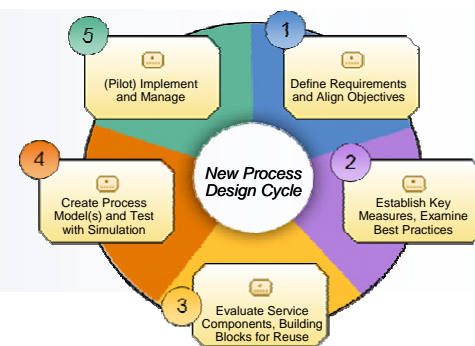 New Process
Design Cycle
1
Define Requirements
and Align Objectives
2
Establish Key
Measures, Examine
Best Practices
3
Evaluate Service
Components, Building
Blocks for Reuse
4
Create Process
Model(s) and Test
with Simulation
5
(Pilot) Implement
and Manage